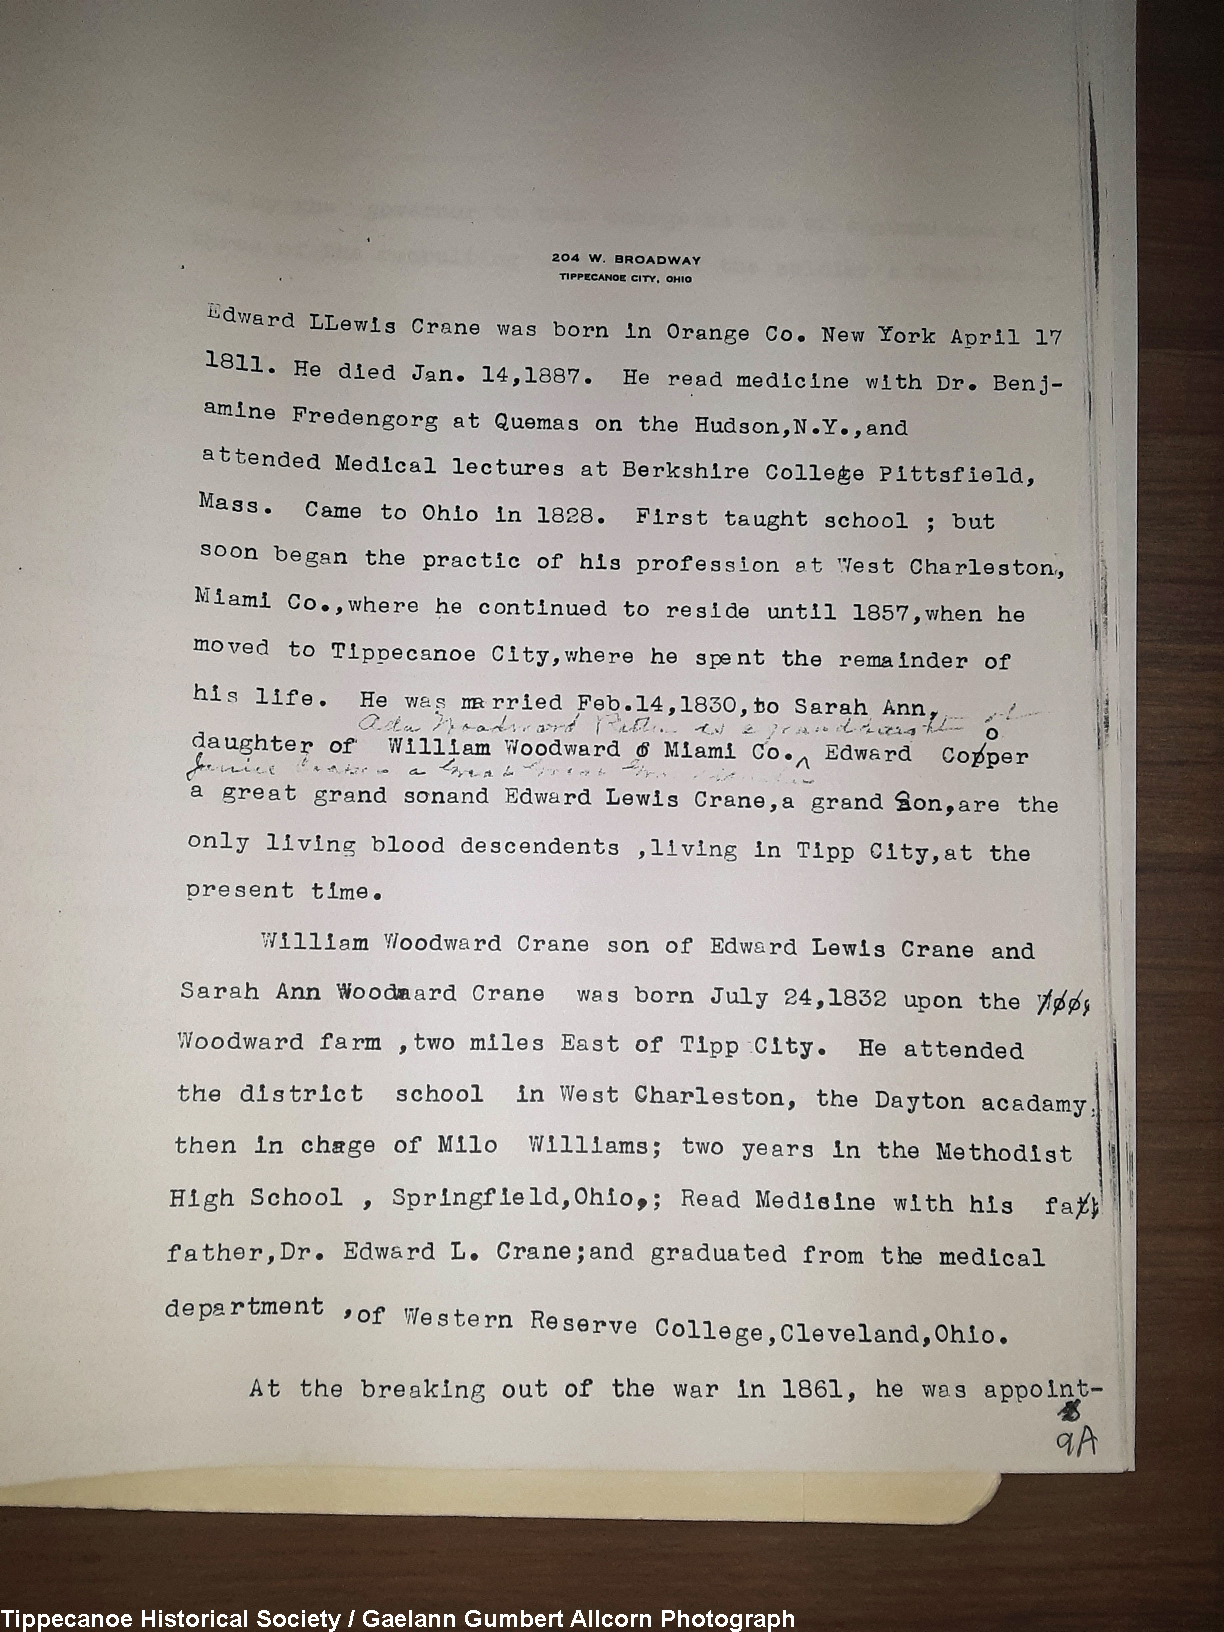 204 W. BROADWAY
TIPPECANOE CITY, OHIO
Edward LLewis Crane was born in Orange Co. New York April 17
1811. He died Jan. 14,1887. He read medicine with Dr. Benj-
amine Fredengorg at Quemas on the Hudson,N.Y.,and
attended Medical lectures at Berkshire College Pittsfield,
Mass. Came to Ohio in 1828. First taught school ; but
soon began the practic of his profession at West Charleston,
Miami Co.,where he continued to reside until 1857,when he
moved to Tippecanoe City,where he spent the remainder of
his life. He was married Feb.14,1830,to Sarah Ann,
Ada Woodward is a granddaughter of
daughter of William Woodward of Miami Co. ^ Edward Cooper
a Great Great
a great grand sonand Edward Lewis Crane,a grand Son,are the
only living blood descendents ,living in Tipp City,at the
present time.
William Woodward Crane son of Edward Lewis Crane and
Sarah Ann Woodward Crane was born July 24,1832 upon the
Woodward farm ,two miles East of Tipp City. He attended
the district school in West Charleston, the Dayton acadamy,
then in chage of Milo Williams; two years in the Methodist
High School , Springfield,Ohio,; Read Medisine with his fa
father,Dr. Edward L. Crane;and graduated from the medical
department ,of Western Reserve College,Cleveland,Ohio.
At the breaking out of the war in 1861, he was appoint-
9A
Tippecanoe Historical Society / Gaelann Gumbert Allcorn Photograph